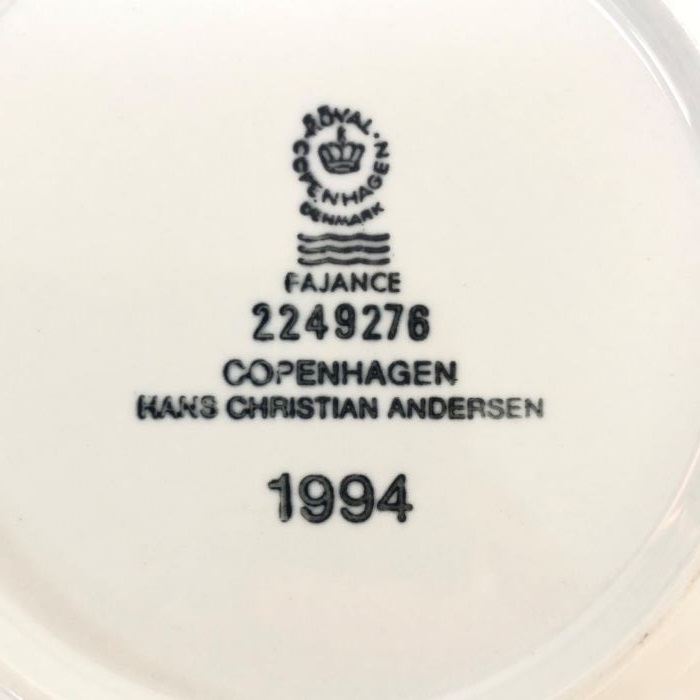 ROYAL
COPENHAGEN
DENMARK
FAJANCE
2249276
COPENHAGEN
HANS CHRISTIAN ANDERSEN
1994